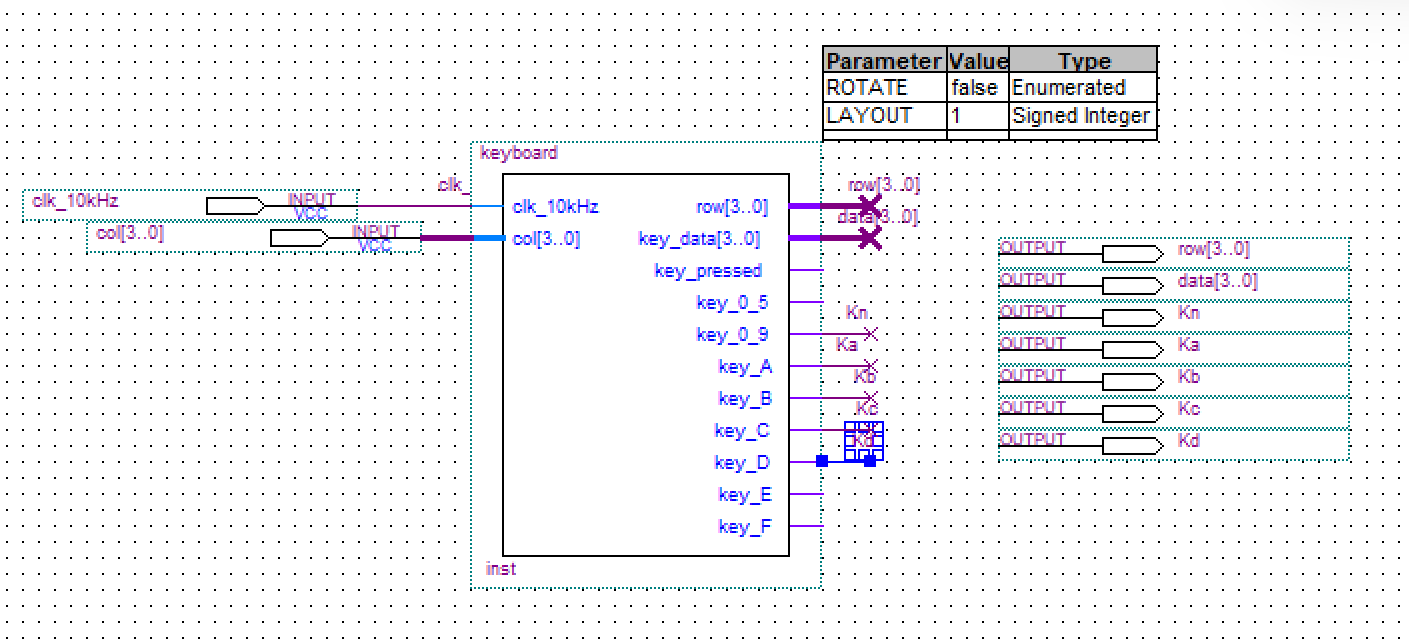 Parameter Value Type
ROTATE false Enumerated
LAYOUT 1 Signed Integer
keyboard
clk_
clk_10kHz INPUT VCC
col[3..0] INPUT VCC
clk_10kHz
col[3..0]
row[3..0]
key_data[3..0]
key_pressed
key_0_5
key_0_9
key_A
key_B
key_C
key_D
key_E
key_F
inst
row[3..0]
data[3..0]
Kn
Ka
Kb
Kc
Kd
OUTPUT row[3..0]
OUTPUT data[3..0]
OUTPUT Kn
OUTPUT Ka
OUTPUT Kb
OUTPUT Kc
OUTPUT Kd